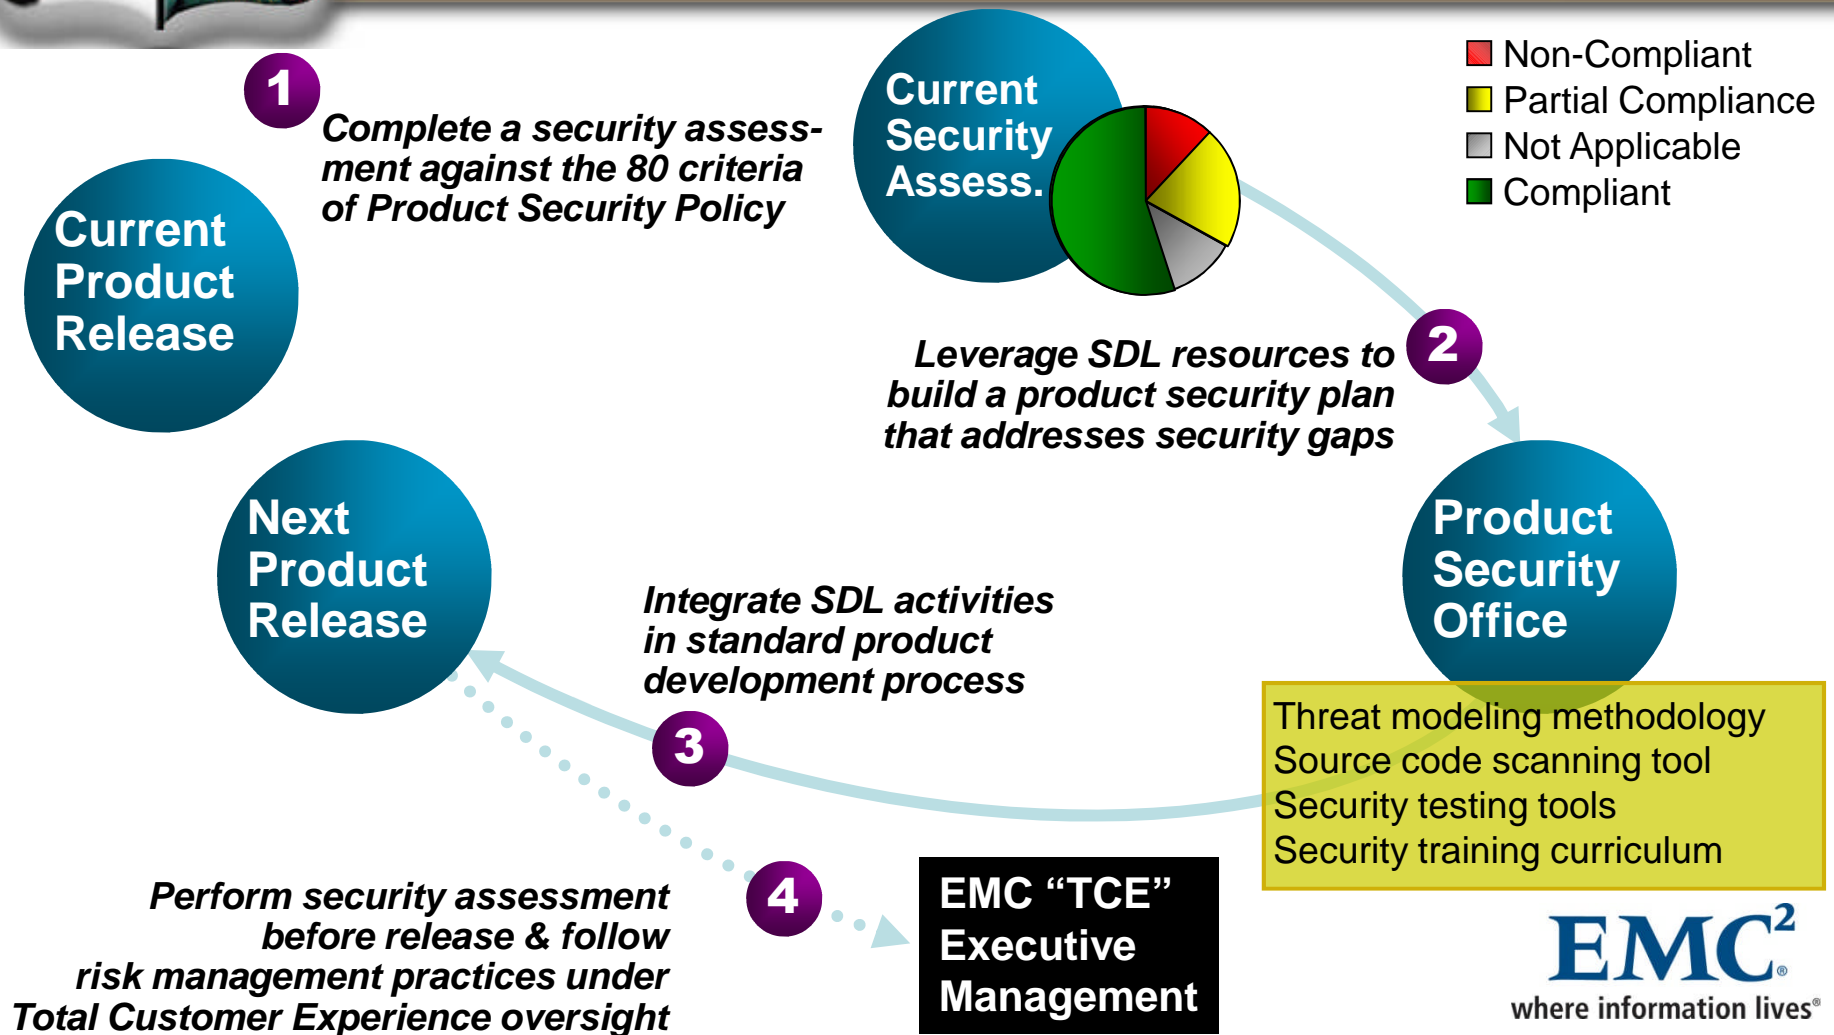 1
Complete a security assess-
ment against the 80 criteria
of Product Security Policy
Current
Product
Release
Current
Security
Assess.
Non-Compliant
Partial Compliance
Not Applicable
Compliant
2
Leverage SDL resources to
build a product security plan
that addresses security gaps
Product
Security
Office
Threat modeling methodology
Source code scanning tool
Security testing tools
Security training curriculum
Next
Product
Release
Integrate SDL activities
in standard product
development process
3
4
Perform security assessment
before release & follow
risk management practices under
Total Customer Experience oversight
EMC “TCE”
Executive
Management
EMC²®
where information lives®